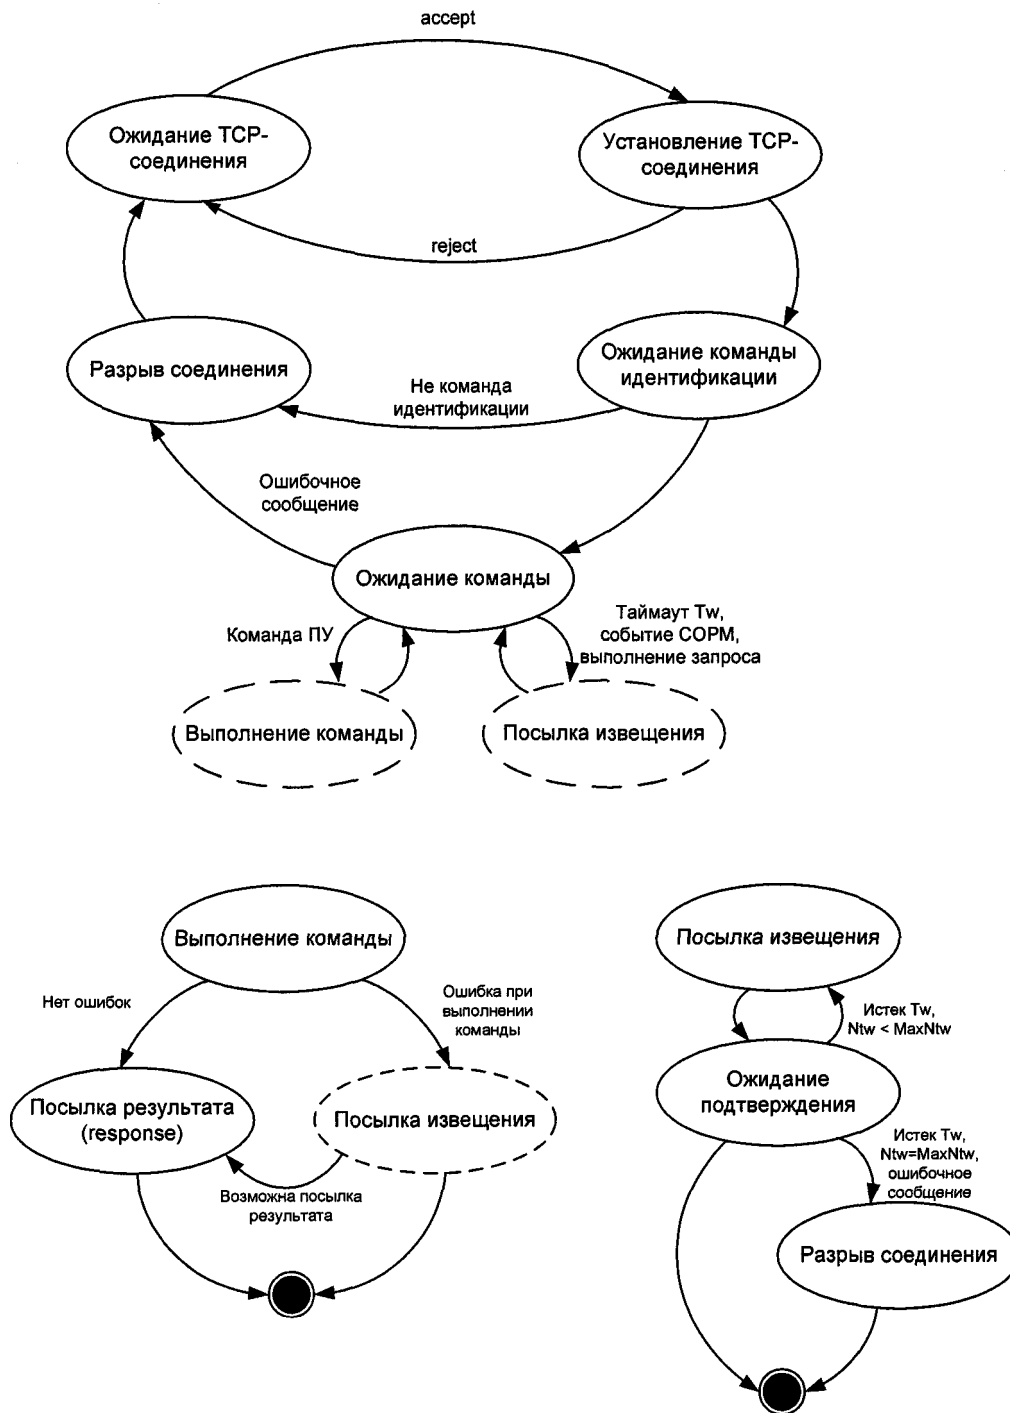 accept
Ожидание TCP-
соединения
Установление TCP-
соединения
reject
Разрыв соединения
Ожидание команды
идентификации
Не команда
идентификации
Ошибочное
сообщение
Ожидание команды
Команда ПУ
Таймаут Tw,
событие СОРМ,
выполнение запроса
Выполнение команды
Посылка извещения
Выполнение команды
Нет ошибок
Ошибка при
выполнении
команды
Посылка результата
(response)
Посылка извещения
Возможна посылка
результата
Посылка извещения
Истек Tw,
Ntw < MaxNtw
Ожидание
подтверждения
Истек Tw,
Ntw=MaxNtw,
ошибочное
сообщение
Разрыв соединения